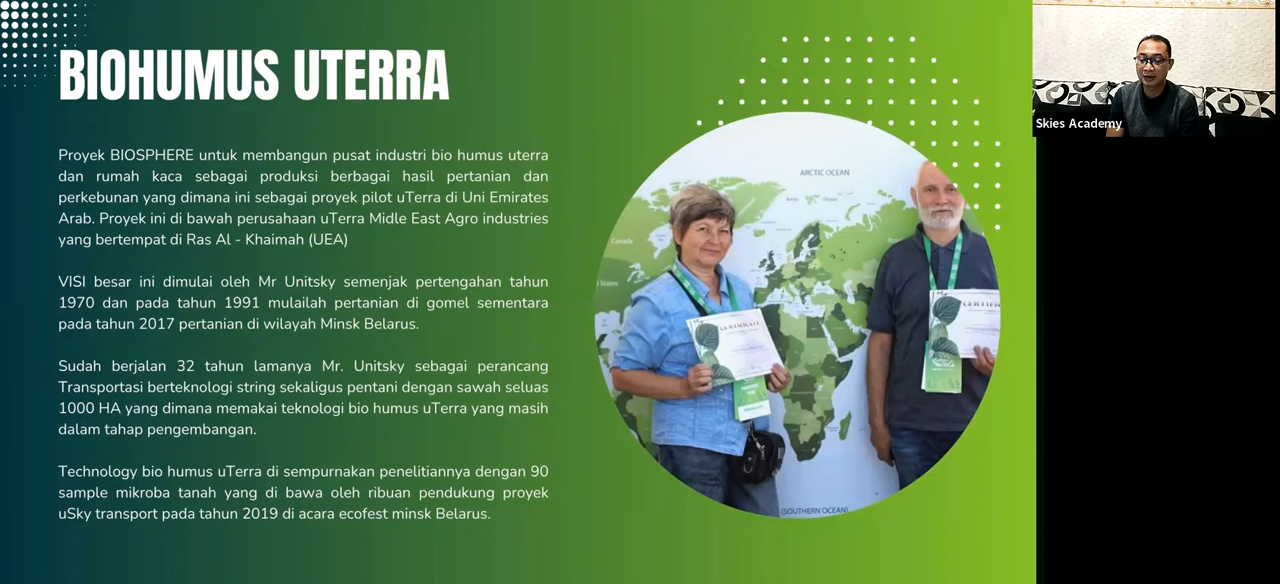 BIOHUMUS UTERRA
Proyek BIOSPHERE untuk membangun pusat industri bio humus uterra
dan rumah kaca sebagai produksi berbagai hasil pertanian dan
perkebunan yang dimana ini sebagai proyek pilot uTerra di Uni Emirates
Arab. Proyek ini di bawah perusahaan uTerra Midle East Agro industries
yang bertempat di Ras Al - Khaimah (UEA)
VISI besar ini dimulai oleh Mr Unitsky semenjak pertengahan tahun
1970 dan pada tahun 1991 mulailah pertanian di gomel sementara
pada tahun 2017 pertanian di wilayah Minsk Belarus.
Sudah berjalan 32 tahun lamanya Mr. Unitsky sebagai perancang
Transportasi berteknologi string sekaligus pentani dengan sawah seluas
1000 HA yang dimana memakai teknologi bio humus uTerra yang masih
dalam tahap pengembangan.
Technology bio humus uTerra di sempurnakan penelitiannya dengan 90
sample mikroba tanah yang di bawa oleh ribuan pendukung proyek
uSky transport pada tahun 2019 di acara ecofest minsk Belarus.
ARCTIC OCEAN
Canada
CERTIFICATE
(SOUTHERN OCEAN)
Skies Academy